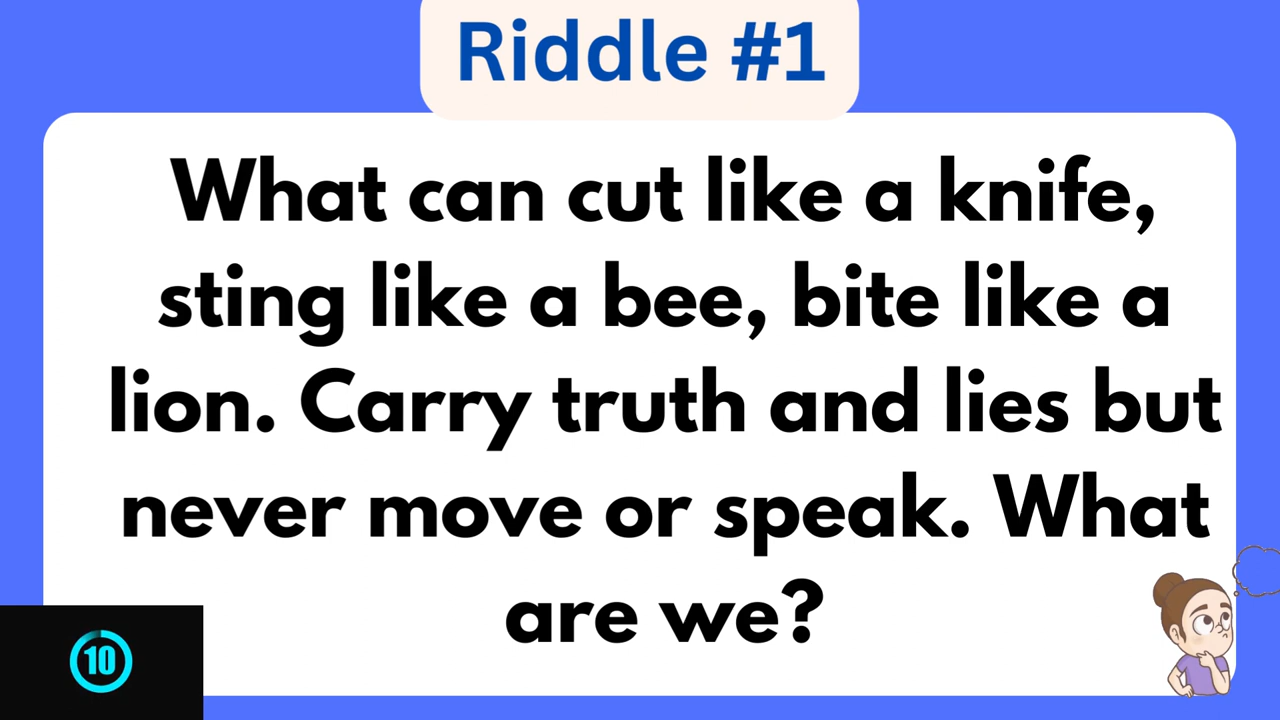 Riddle #1
What can cut like a knife,
sting like a bee, bite like a
lion. Carry truth and lies but
never move or speak. What
are we?
10